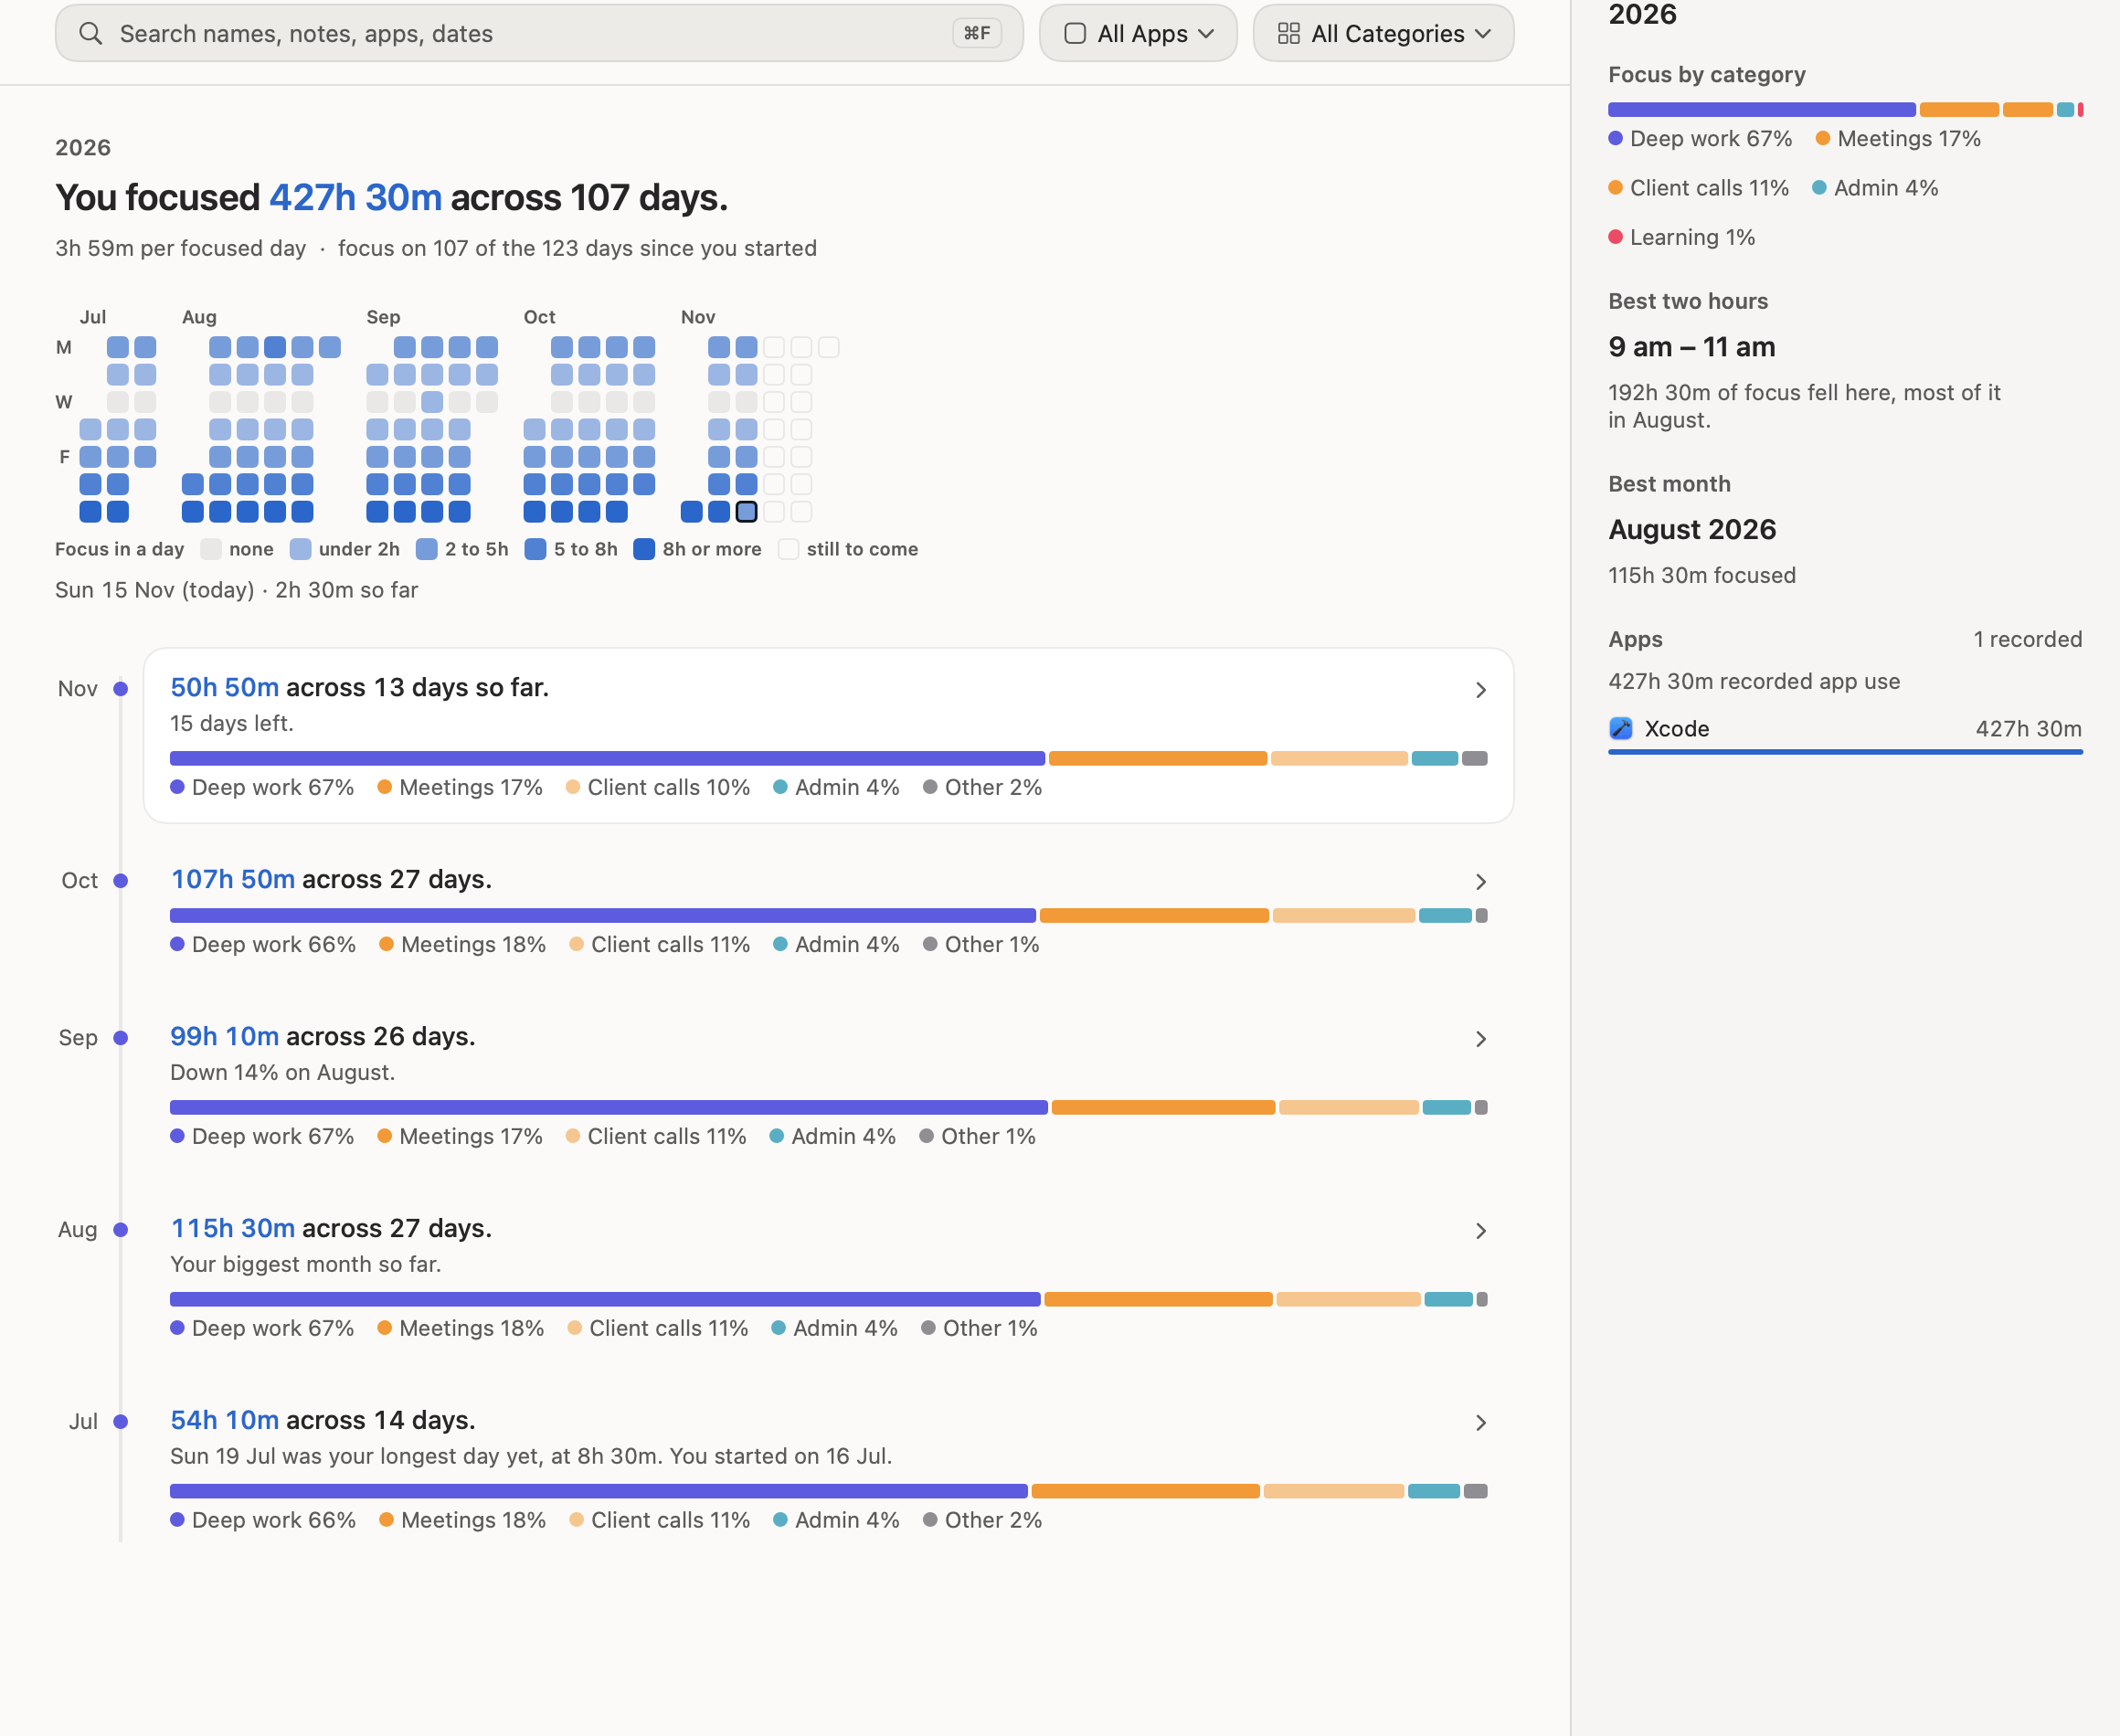 Search names, notes, apps, dates ⌘F All Apps All Categories
2026
You focused 427h 30m across 107 days.
3h 59m per focused day · focus on 107 of the 123 days since you started
Jul Aug Sep Oct Nov
M
W
F
Focus in a day none under 2h 2 to 5h 5 to 8h 8h or more still to come
Sun 15 Nov (today) · 2h 30m so far
Nov
50h 50m across 13 days so far.
15 days left.
Deep work 67% Meetings 17% Client calls 10% Admin 4% Other 2%
Oct
107h 50m across 27 days.
Deep work 66% Meetings 18% Client calls 11% Admin 4% Other 1%
Sep
99h 10m across 26 days.
Down 14% on August.
Deep work 67% Meetings 17% Client calls 11% Admin 4% Other 1%
Aug
115h 30m across 27 days.
Your biggest month so far.
Deep work 67% Meetings 18% Client calls 11% Admin 4% Other 1%
Jul
54h 10m across 14 days.
Sun 19 Jul was your longest day yet, at 8h 30m. You started on 16 Jul.
Deep work 66% Meetings 18% Client calls 11% Admin 4% Other 2%
2026
Focus by category
Deep work 67% Meetings 17%
Client calls 11% Admin 4%
Learning 1%
Best two hours
9 am – 11 am
192h 30m of focus fell here, most of it
in August.
Best month
August 2026
115h 30m focused
Apps 1 recorded
427h 30m recorded app use
Xcode 427h 30m